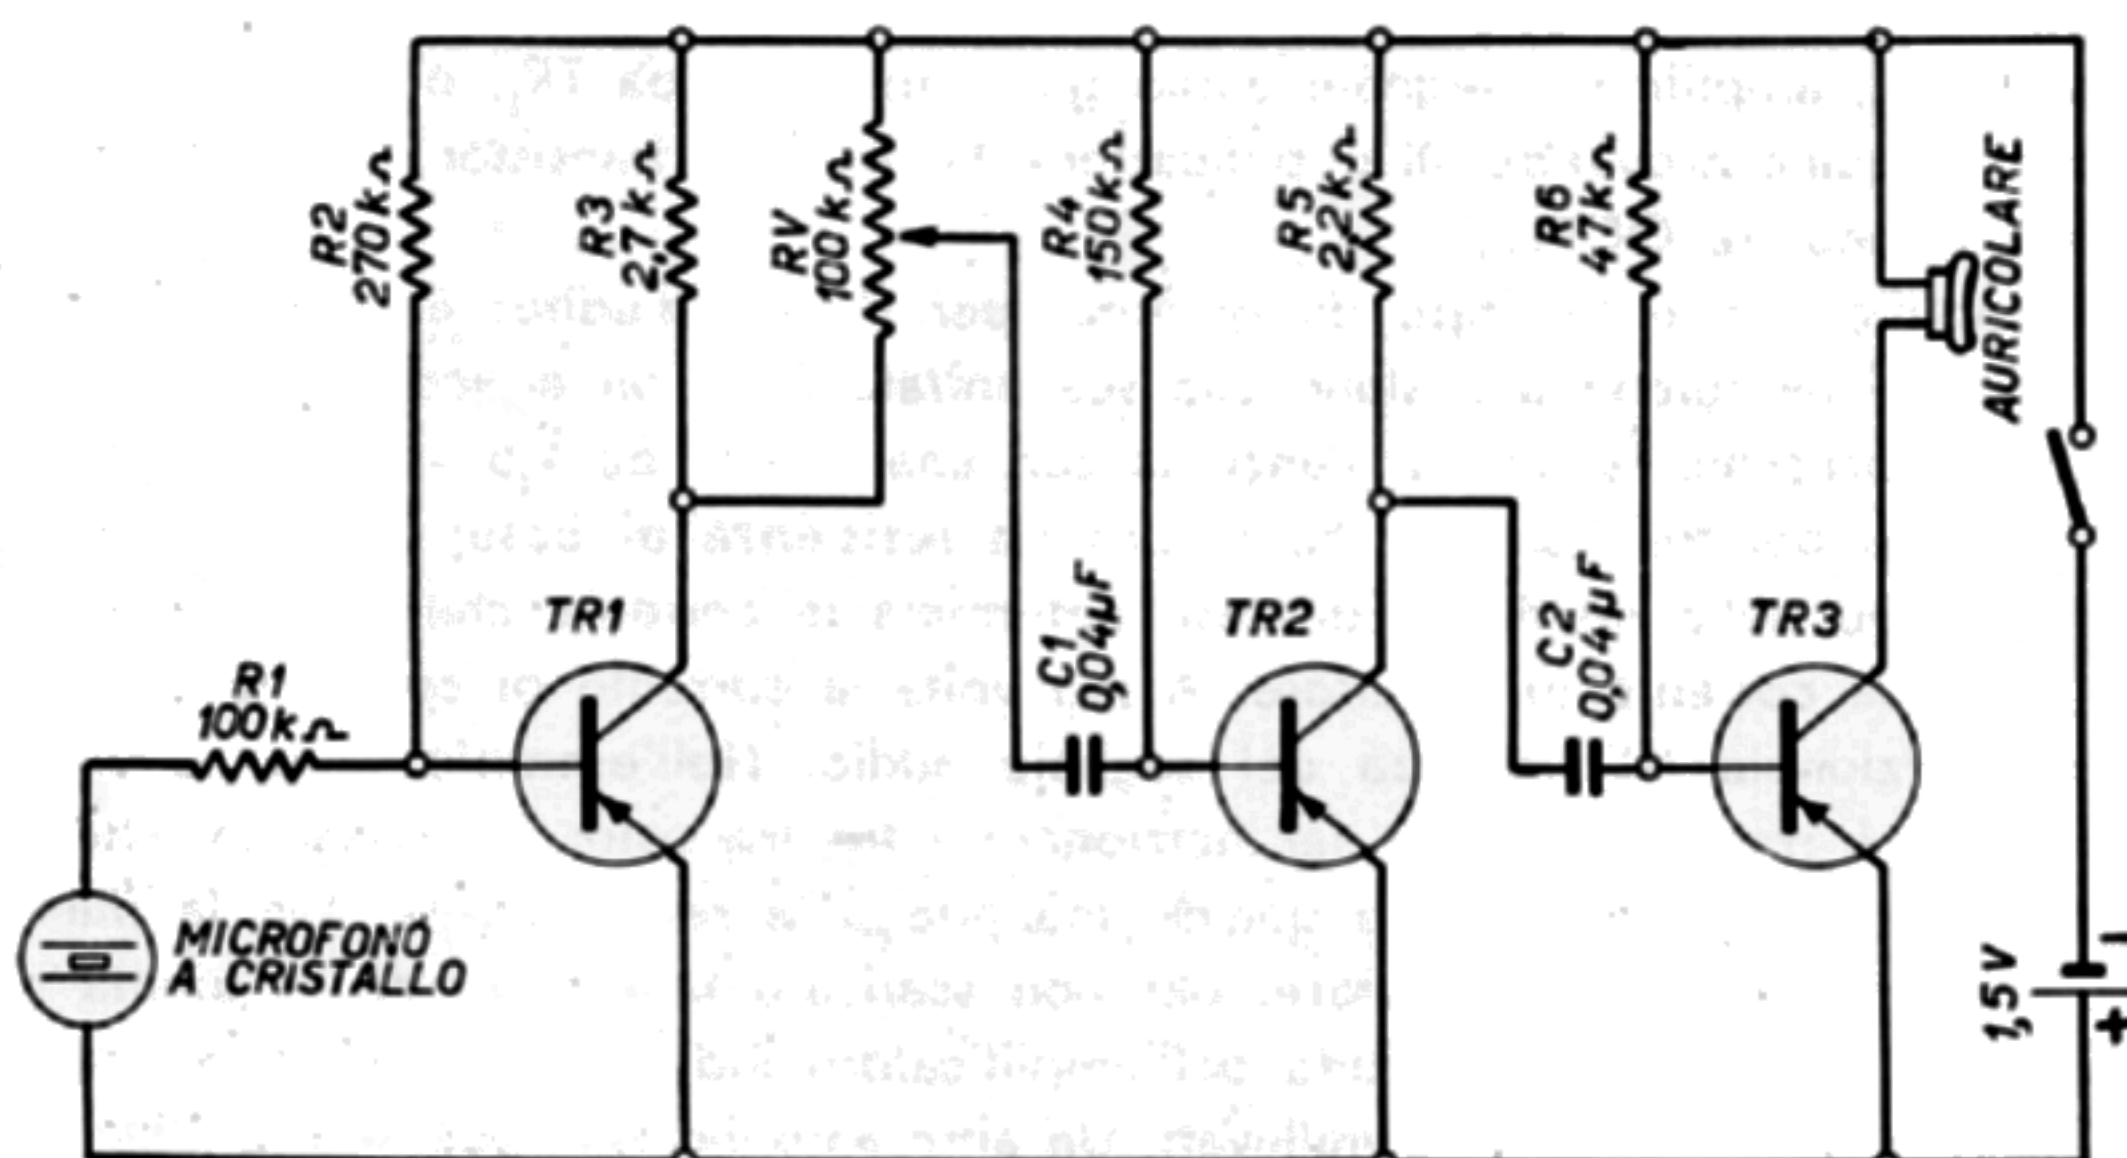 R2
270kΩ
R3
2,7kΩ
RV
100kΩ
R4
150kΩ
R5
2,2kΩ
R6
47kΩ
AURICOLARE
TR1
C1
0,04µF
TR2
C2
0,04µF
TR3
R1
100kΩ
MICROFONO
A CRISTALLO
1,5V
-
+